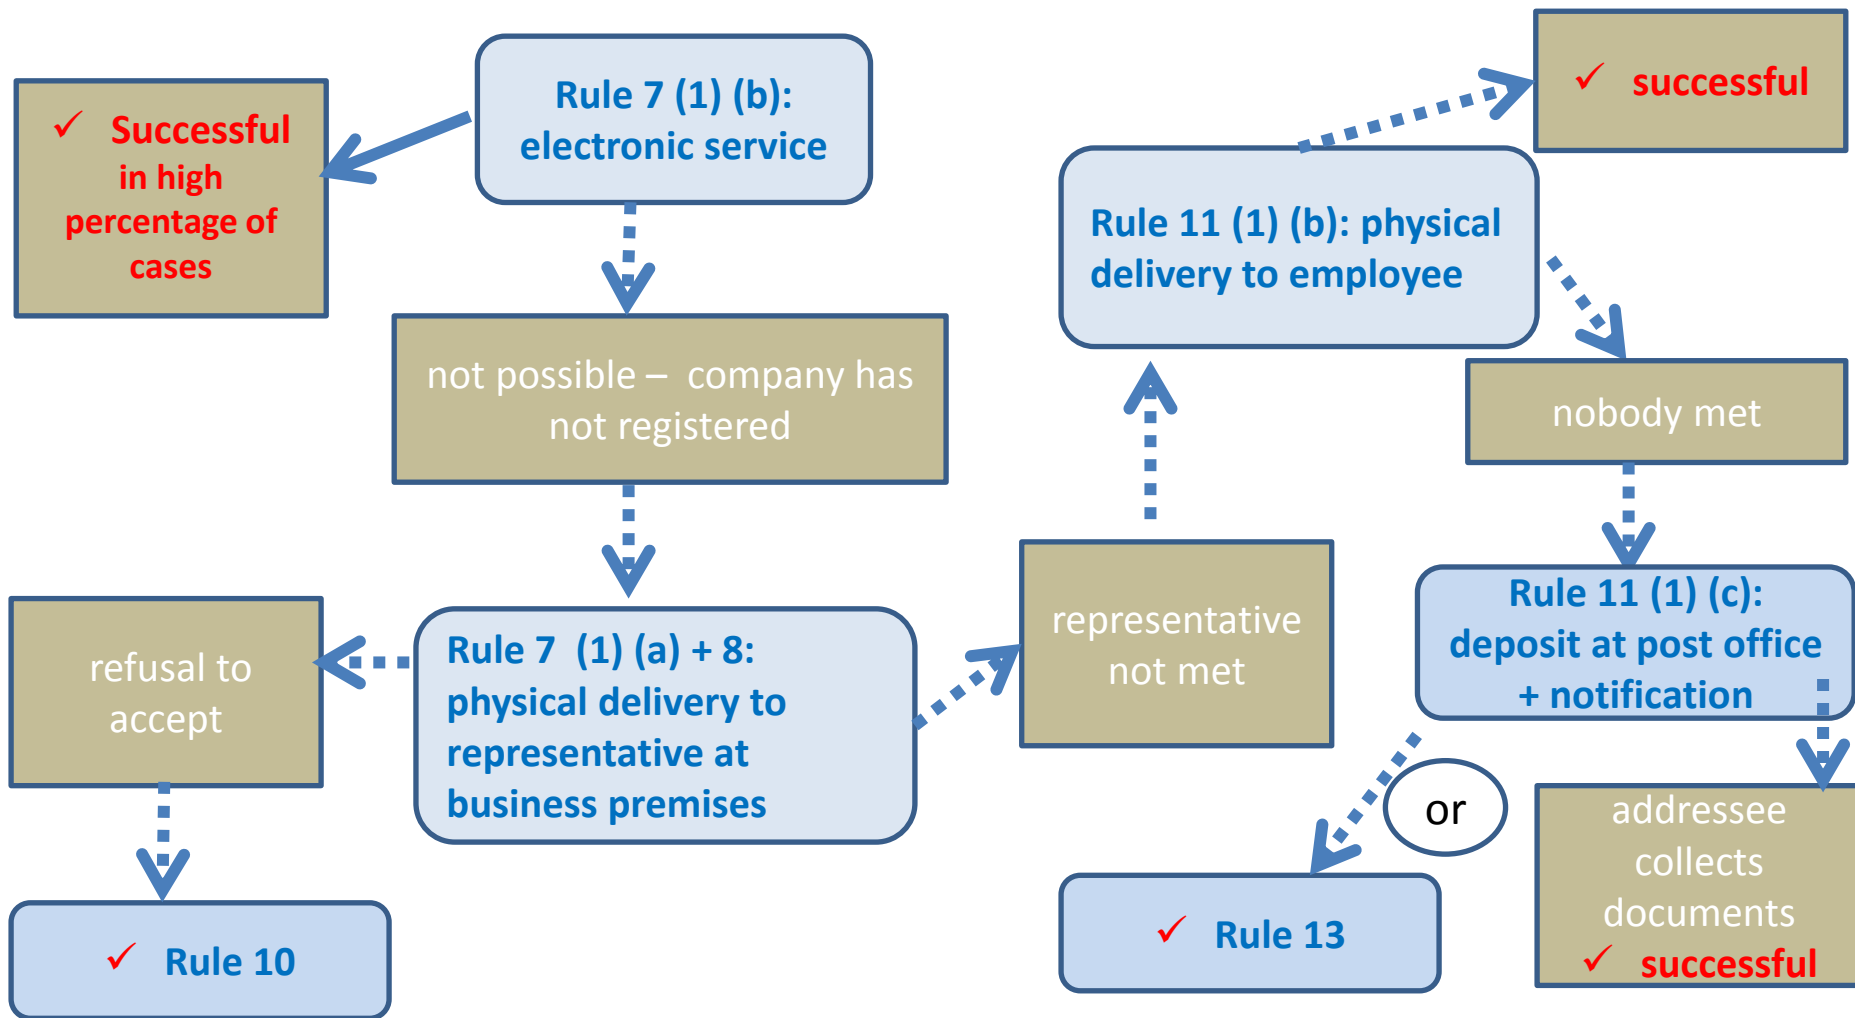 ✓ Successful
in high
percentage of
cases
Rule 7 (1) (b):
electronic service
not possible – company has
not registered
Rule 7 (1) (a) + 8:
physical delivery to
representative at
business premises
refusal to
accept
✓ Rule 10
representative
not met
Rule 11 (1) (b): physical
delivery to employee
✓ successful
nobody met
Rule 11 (1) (c):
deposit at post office
+ notification
or
✓ Rule 13
addressee
collects
documents
✓ successful